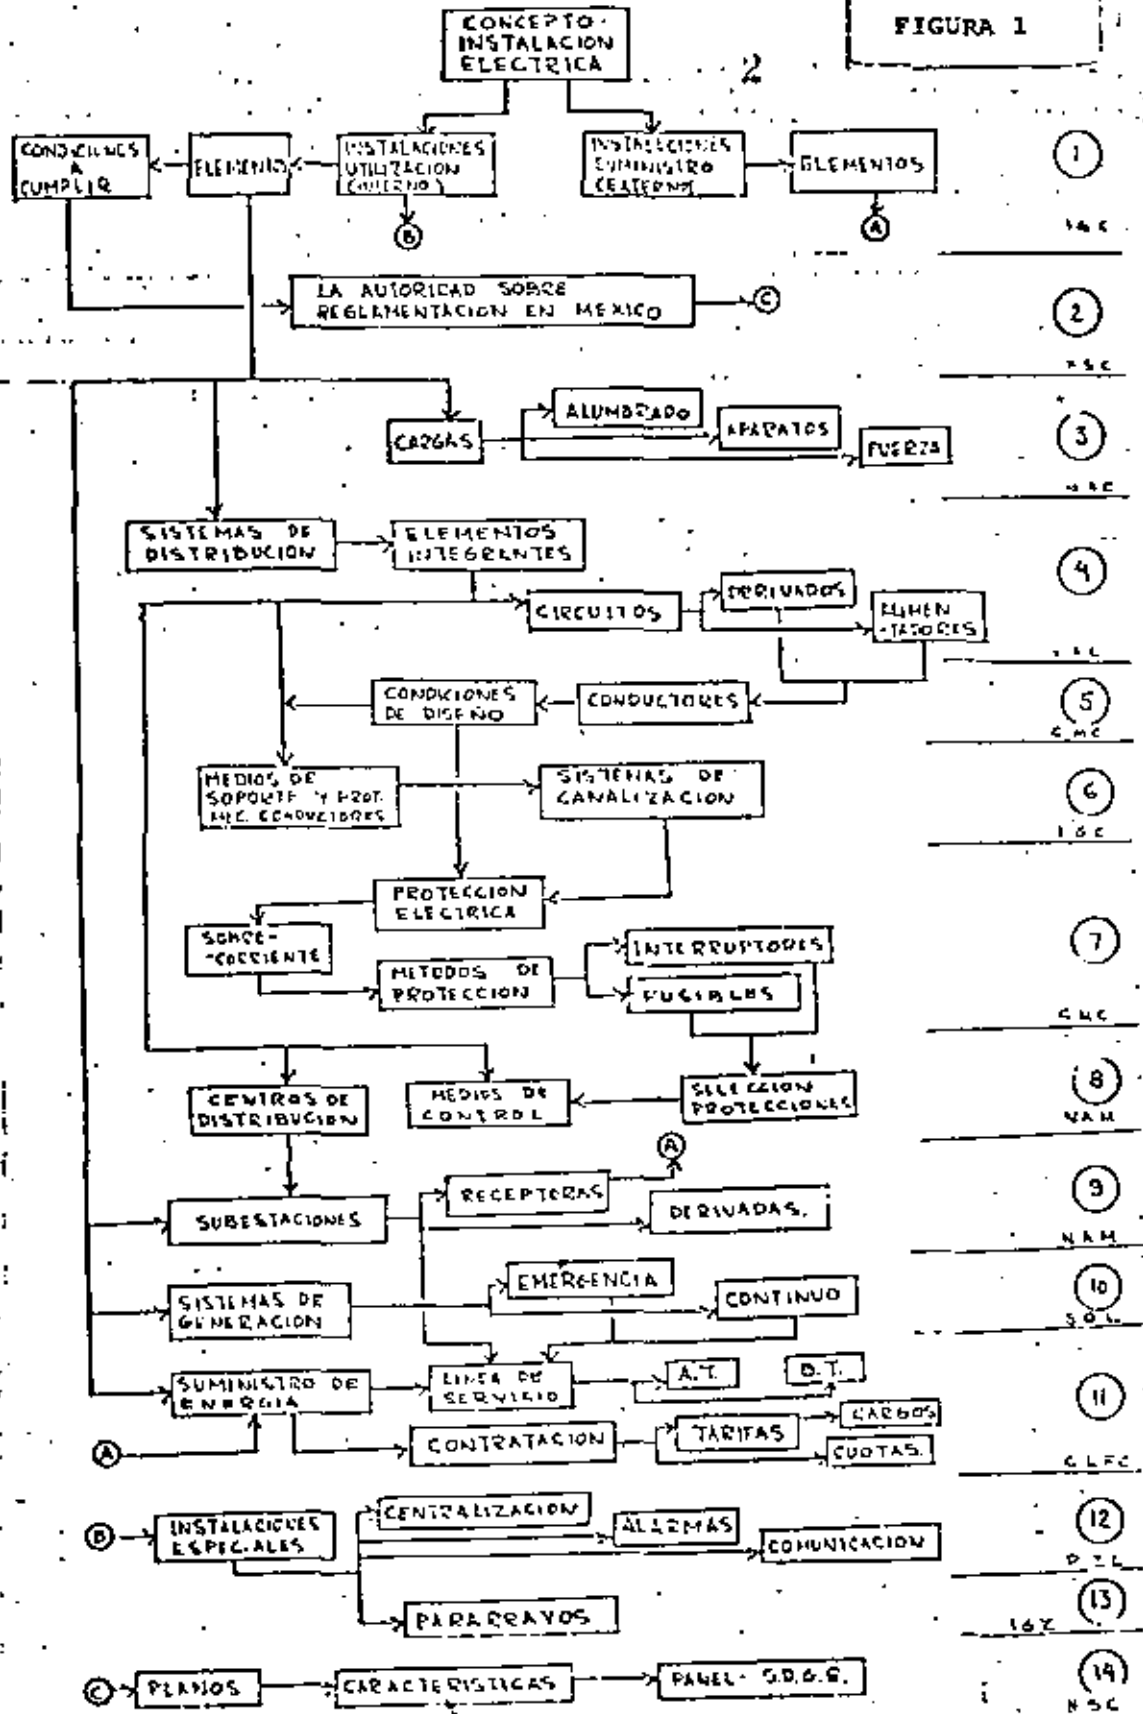 CONCEPTO
INSTALACION
ELECTRICA
FIGURA 1
2
CONDICIONES
A
CUMPLIR
ELEMENTOS
INSTALACIONES
UTILIZACION
INSTALACIONES
SUMINISTRO
ELEMENTOS
1
B
A
LA AUTORIDAD SOBRE
REGLAMENTACION EN MEXICO
C
2
CARGAS
ALUMBRADO
APARATOS
FUERZA
3
SISTEMAS DE
DISTRIBUCION
ELEMENTOS
INTEGRANTES
4
CIRCUITOS
DERIVADOS
ALIMEN
-TADORES
CONDICIONES
DE DISEÑO
CONDUCTORES
5
MEDIOS DE
SOPORTE Y PROT.
MEC. CONDUCTORES
SISTEMAS DE
CANALIZACION
6
PROTECCION
ELECTRICA
SOBRE-
-CORRIENTE
METODOS DE
PROTECCION
INTERRUPTORES
FUSIBLES
7
CENTROS DE
DISTRIBUCION
MEDIOS DE
CONTROL
SELECCION
PROTECCIONES
8
NAM
A
SUBESTACIONES
RECEPTORAS
DERIVADAS.
9
NAM
SISTEMAS DE
GENERACION
EMERGENCIA
CONTINUO
10
SUMINISTRO DE
ENERGIA
LINEA DE
SERVICIO
A.T.
B.T.
11
A
CONTRATACION
TARIFAS
CARGOS
CUOTAS.
B
INSTALACIONES
ESPECIALES
CENTRALIZACION
ALARMAS
COMUNICACION
12
PARARRAYOS
13
C
PLANOS
CARACTERISTICAS
PANEL- S.D.G.E.
14